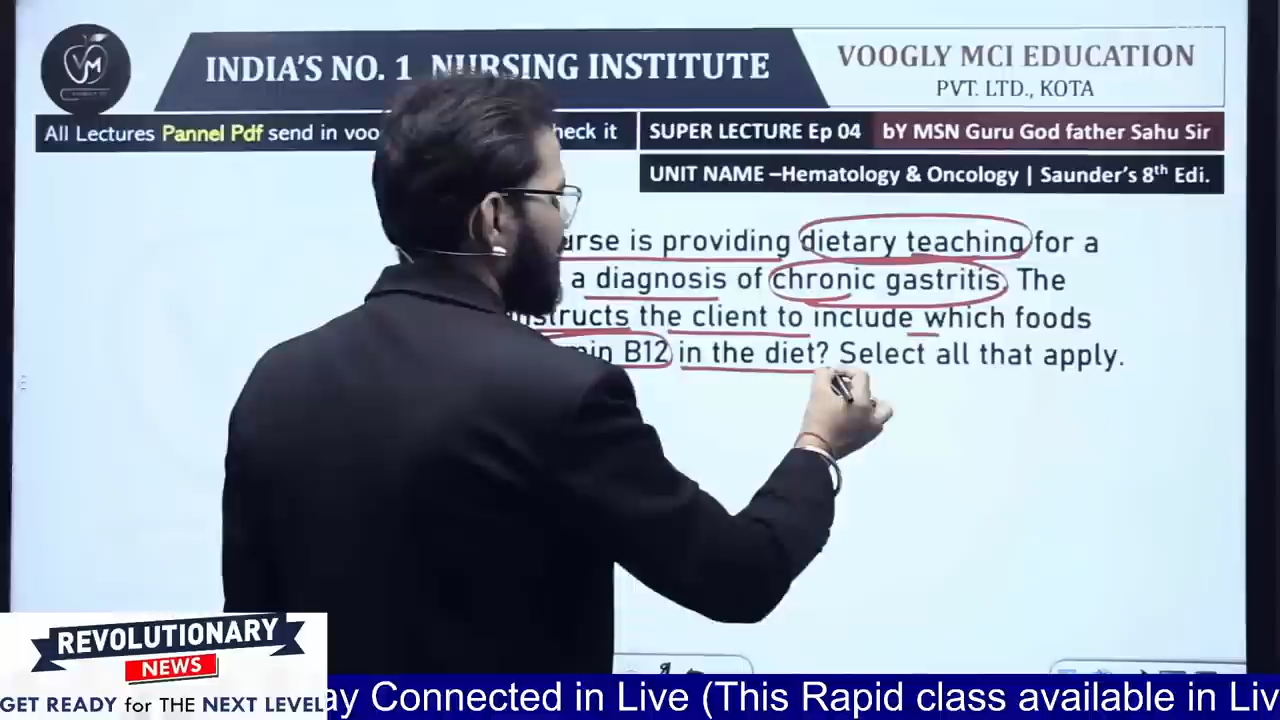 INDIA'S NO. 1 NURSING INSTITUTE
VOOGLY MCI EDUCATION
PVT. LTD., KOTA
VM
All Lectures Pannel Pdf send in voo
heck it
SUPER LECTURE Ep 04 bY MSN Guru God father Sahu Sir
UNIT NAME –Hematology & Oncology | Saunder's 8th Edi.
urse is providing dietary teaching for a
a diagnosis of chronic gastritis. The
nstructs the client to include which foods
min B12 in the diet? Select all that apply.
REVOLUTIONARY
NEWS
GET READY for THE NEXT LEVEL
ay Connected in Live (This Rapid class available in Liv